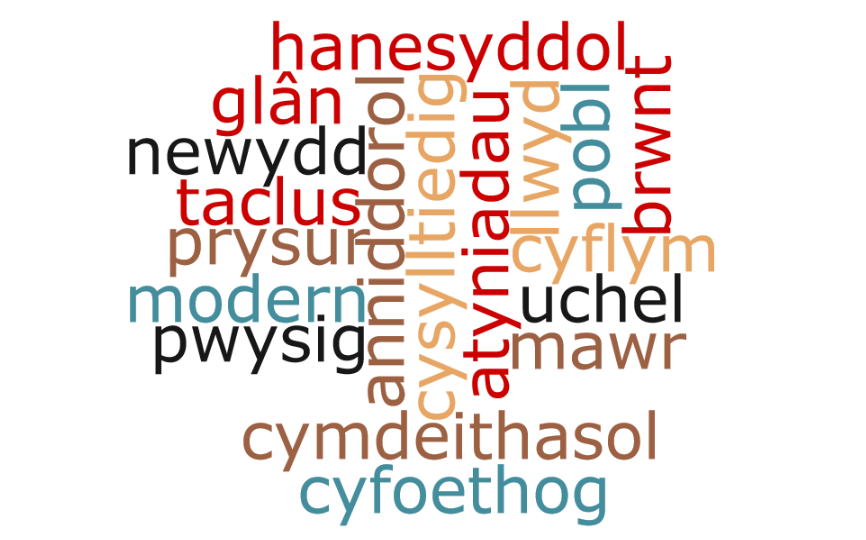 hanesyddol
glân
newydd
taclus
prysur
modern
pwysig
anniddorol
cysylltiedig
atyniadau
llwyd
pobl
brwnt
cyflym
uchel
mawr
cymdeithasol
cyfoethog